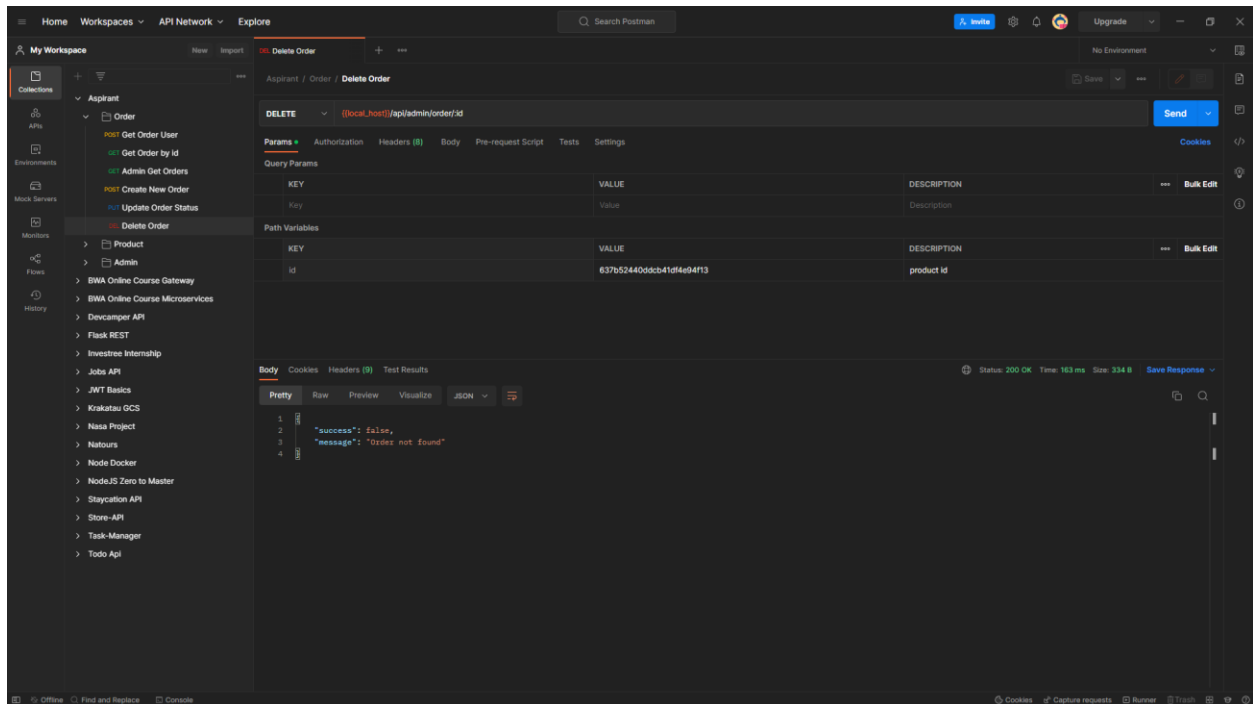 Home Workspaces API Network Explore Search Postman Invite Upgrade
My Workspace New Import DEL Delete Order No Environment
Collections
APIs
Environments
Mock Servers
Monitors
Flows
History
Aspirant
Order
POST Get Order User
GET Get Order by id
GET Admin Get Orders
POST Create New Order
PUT Update Order Status
DEL Delete Order
Product
Admin
BWA Online Course Gateway
BWA Online Course Microservices
Devcamper API
Flask REST
Investree Internship
Jobs API
JWT Basics
Krakatau GCS
Nasa Project
Natours
Node Docker
NodeJS Zero to Master
Staycation API
Store-API
Task-Manager
Todo Api
Aspirant / Order / Delete Order Save
DELETE {{local_host}}/api/admin/order/:id Send
Params Authorization Headers (8) Body Pre-request Script Tests Settings Cookies
Query Params
KEY VALUE DESCRIPTION Bulk Edit
Key Value Description
Path Variables
KEY VALUE DESCRIPTION Bulk Edit
id 637b52440ddcb41df4e94f13 product id
Body Cookies Headers (9) Test Results Status: 200 OK Time: 163 ms Size: 334 B Save Response
Pretty Raw Preview Visualize JSON
1 {
2 "success": false,
3 "message": "Order not found"
4 }
Offline Find and Replace Console Cookies Capture requests Runner Trash